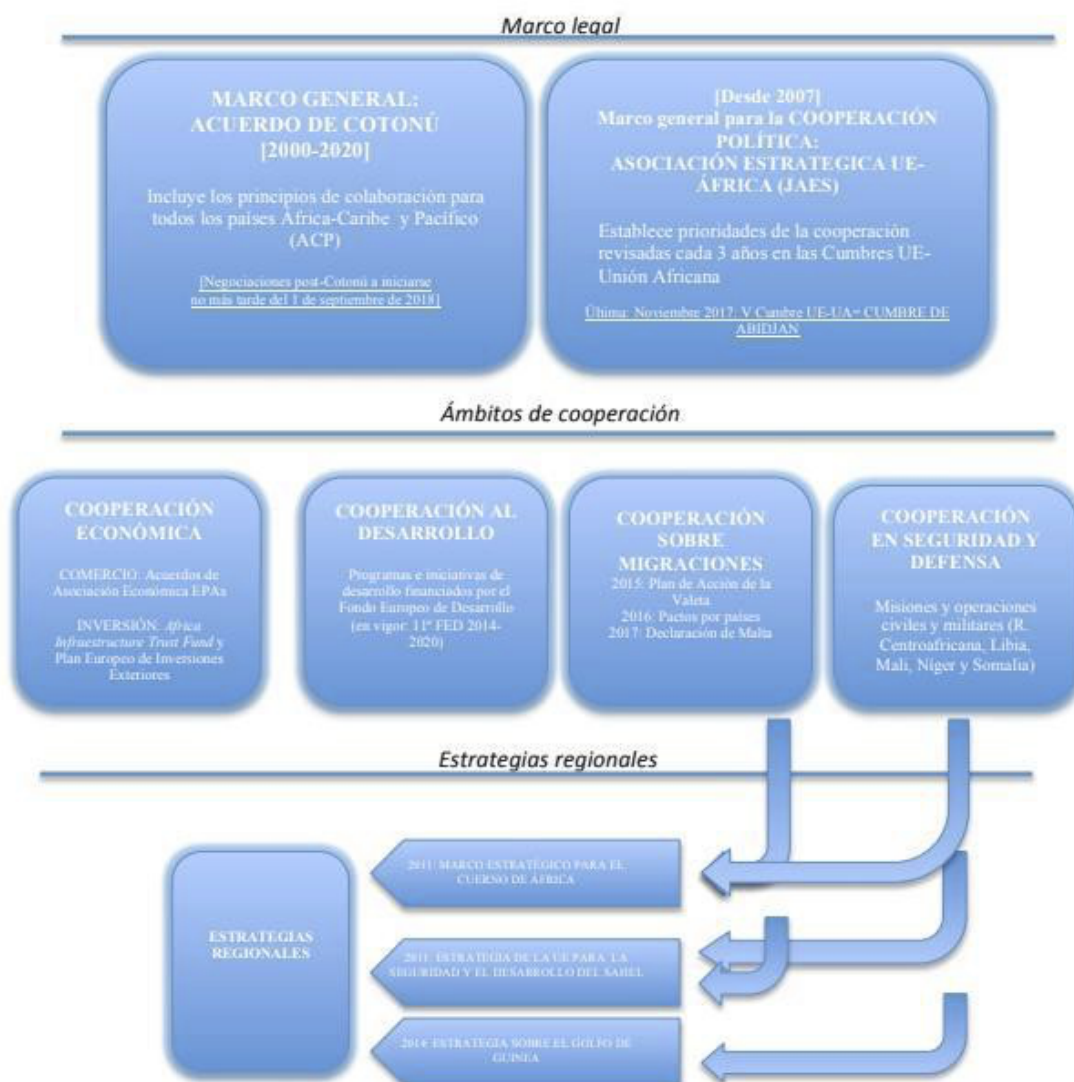 Marco legal
MARCO GENERAL:
ACUERDO DE COTONÚ
[2000-2020]
Incluye los principios de colaboración para
todos los países África-Caribe y Pacífico
(ACP)
[Negociaciones post-Cotonú a iniciarse
no más tarde del 1 de septiembre de 2018]
[Desde 2007]
Marco general para la COOPERACIÓN
POLÍTICA:
ASOCIACIÓN ESTRATEGICA UE-
ÁFRICA (JAES)
Establece prioridades de la cooperación
revisadas cada 3 años en las Cumbres UE-
Unión Africana
Última: Noviembre 2017: V Cumbre UE-UA= CUMBRE DE
ABIDJAN
Ámbitos de cooperación
COOPERACIÓN
ECONÓMICA
COMERCIO: Acuerdos de
Asociación Económica EPAs
INVERSIÓN: Africa
Infraestructure Trust Fund y
Plan Europeo de Inversiones
Exteriores
COOPERACIÓN AL
DESARROLLO
Programas e iniciativas de
desarrollo financiados por el
Fondo Europeo de Desarrollo
(en vigor: 11º FED 2014-
2020)
COOPERACIÓN
SOBRE
MIGRACIONES
2015: Plan de Acción de la
Valeta
2016: Pactos por países
2017: Declaración de Malta
COOPERACIÓN
EN SEGURIDAD Y
DEFENSA
Misiones y operaciones
civiles y militares (R.
Centroafricana, Libia,
Mali, Níger y Somalia)
Estrategias regionales
ESTRATEGIAS
REGIONALES
2011: MARCO ESTRATÉGICO PARA EL
CUERNO DE ÁFRICA
2011: ESTRATEGIA DE LA UE PARA LA
SEGURIDAD Y EL DESARROLLO DEL SAHEL
2014: ESTRATEGIA SOBRE EL GOLFO DE
GUINEA